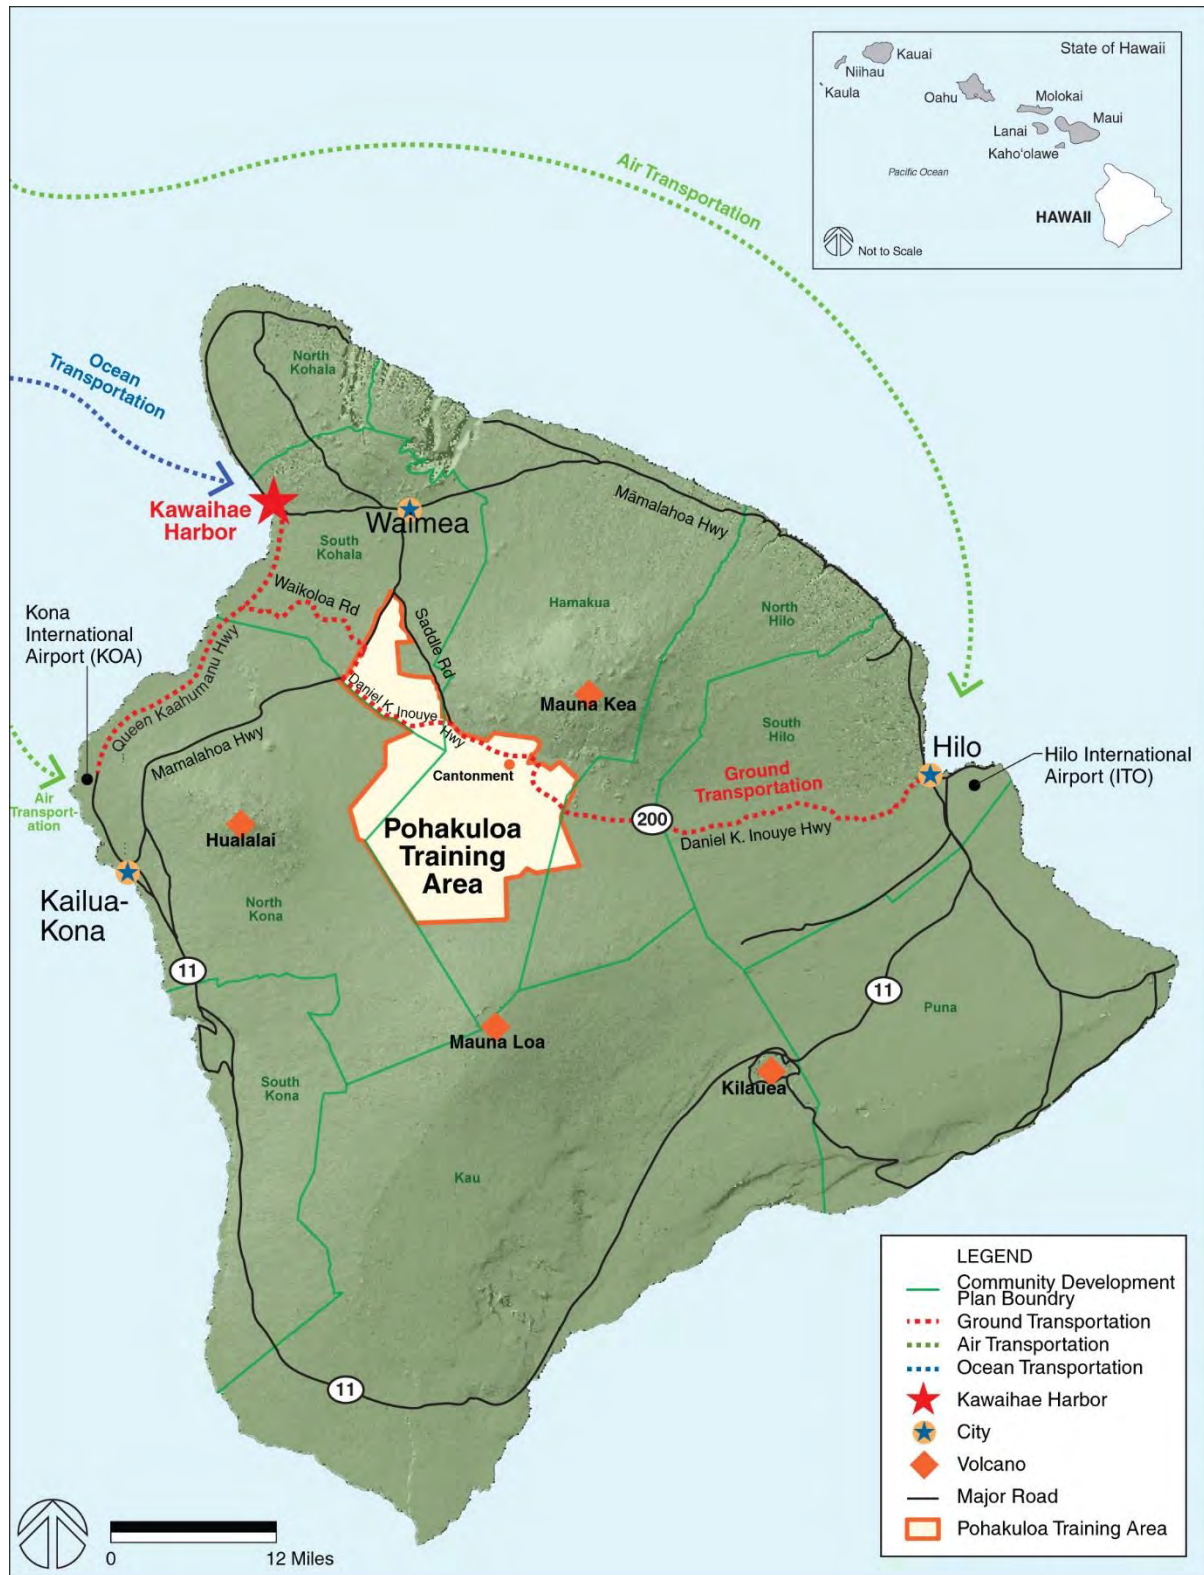 State of Hawaii
Kauai
Niihau
Kaula
Oahu
Molokai
Maui
Lanai
Kaho'olawe
Pacific Ocean
HAWAII
Not to Scale
Air Transportation
Ocean
Transportation
North
Kohala
Kawaihae
Harbor
Waimea
Māmalahoa Hwy
South
Kohala
Waikoloa Rd
Saddle Rd
Hamakua
North
Hilo
Kona
International
Airport (KOA)
Queen Kaahumanu Hwy
Daniel K. Inouye
Hwy
Mauna Kea
South
Hilo
Mamalahoa Hwy
Cantonment
Ground
Transportation
Hilo
Hilo International
Airport (ITO)
Air
Transport-
ation
Hualalai
Pohakuloa
Training
Area
200
Daniel K. Inouye Hwy
Kailua-
Kona
North
Kona
11
11
Puna
Mauna Loa
South
Kona
Kilauea
Kau
11
LEGEND
Community Development
Plan Boundry
Ground Transportation
Air Transportation
Ocean Transportation
Kawaihae Harbor
City
Volcano
Major Road
Pohakuloa Training Area
0
12 Miles